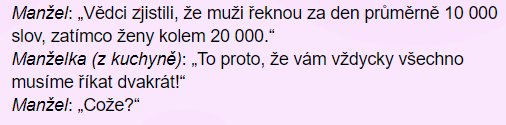 Manžel: „Vědci zjistili, že muži řeknou za den průměrně 10 000
slov, zatímco ženy kolem 20 000.“
Manželka (z kuchyně): „To proto, že vám vždycky všechno
musíme říkat dvakrát!“
Manžel: „Cože?“